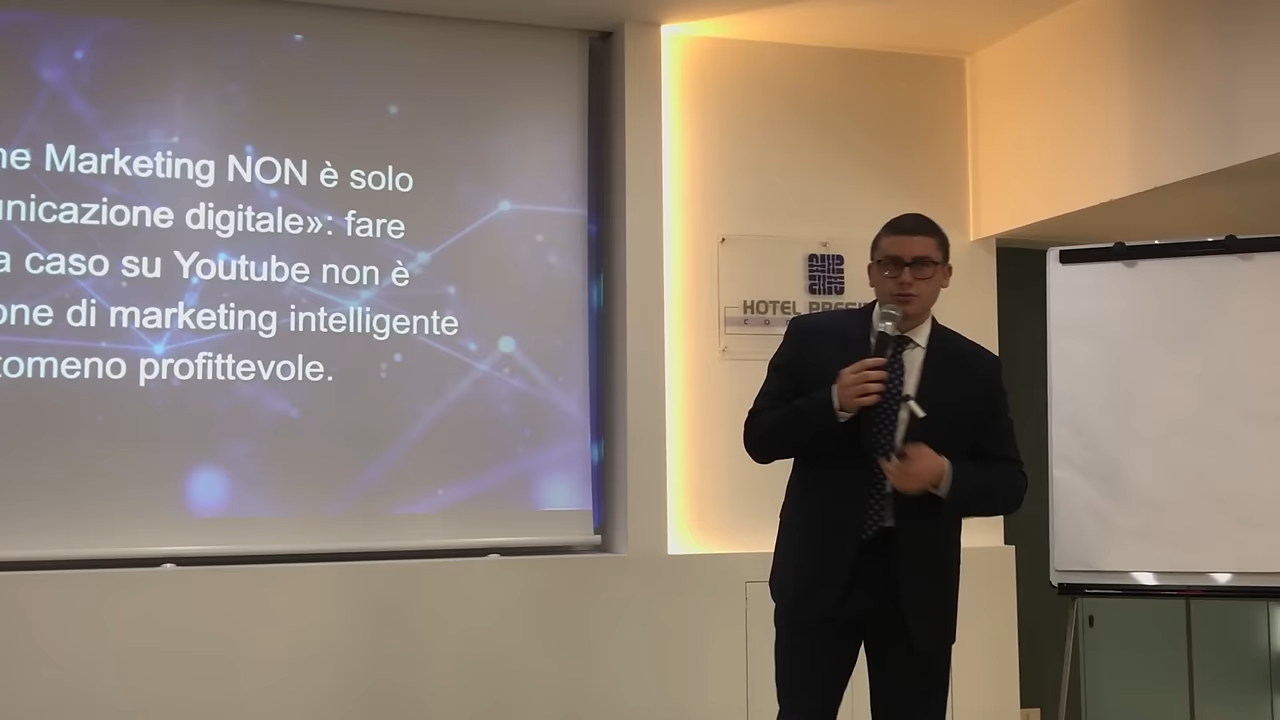 ne Marketing NON è solo
unicazione digitale»: fare
a caso su Youtube non è
one di marketing intelligente
tomeno profittevole.
HOTEL